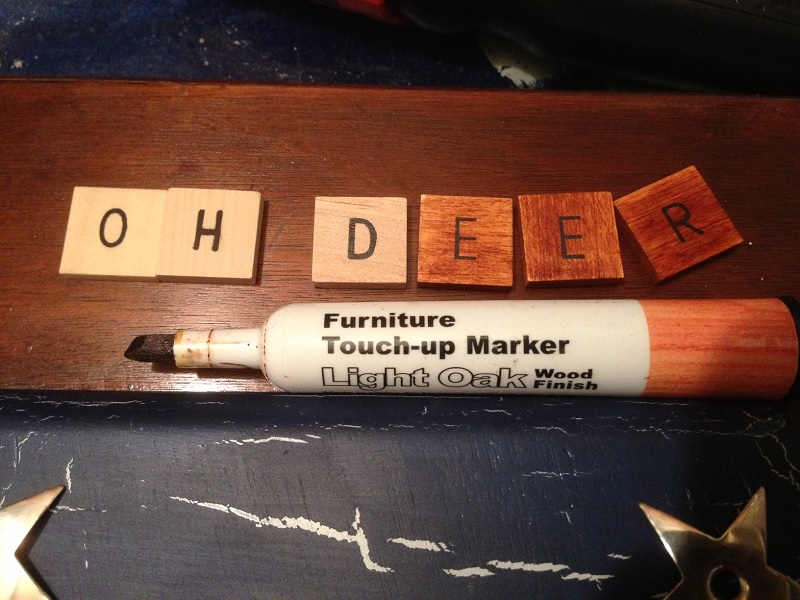 OH DEER
Furniture
Touch-up Marker
Light Oak Wood
Finish